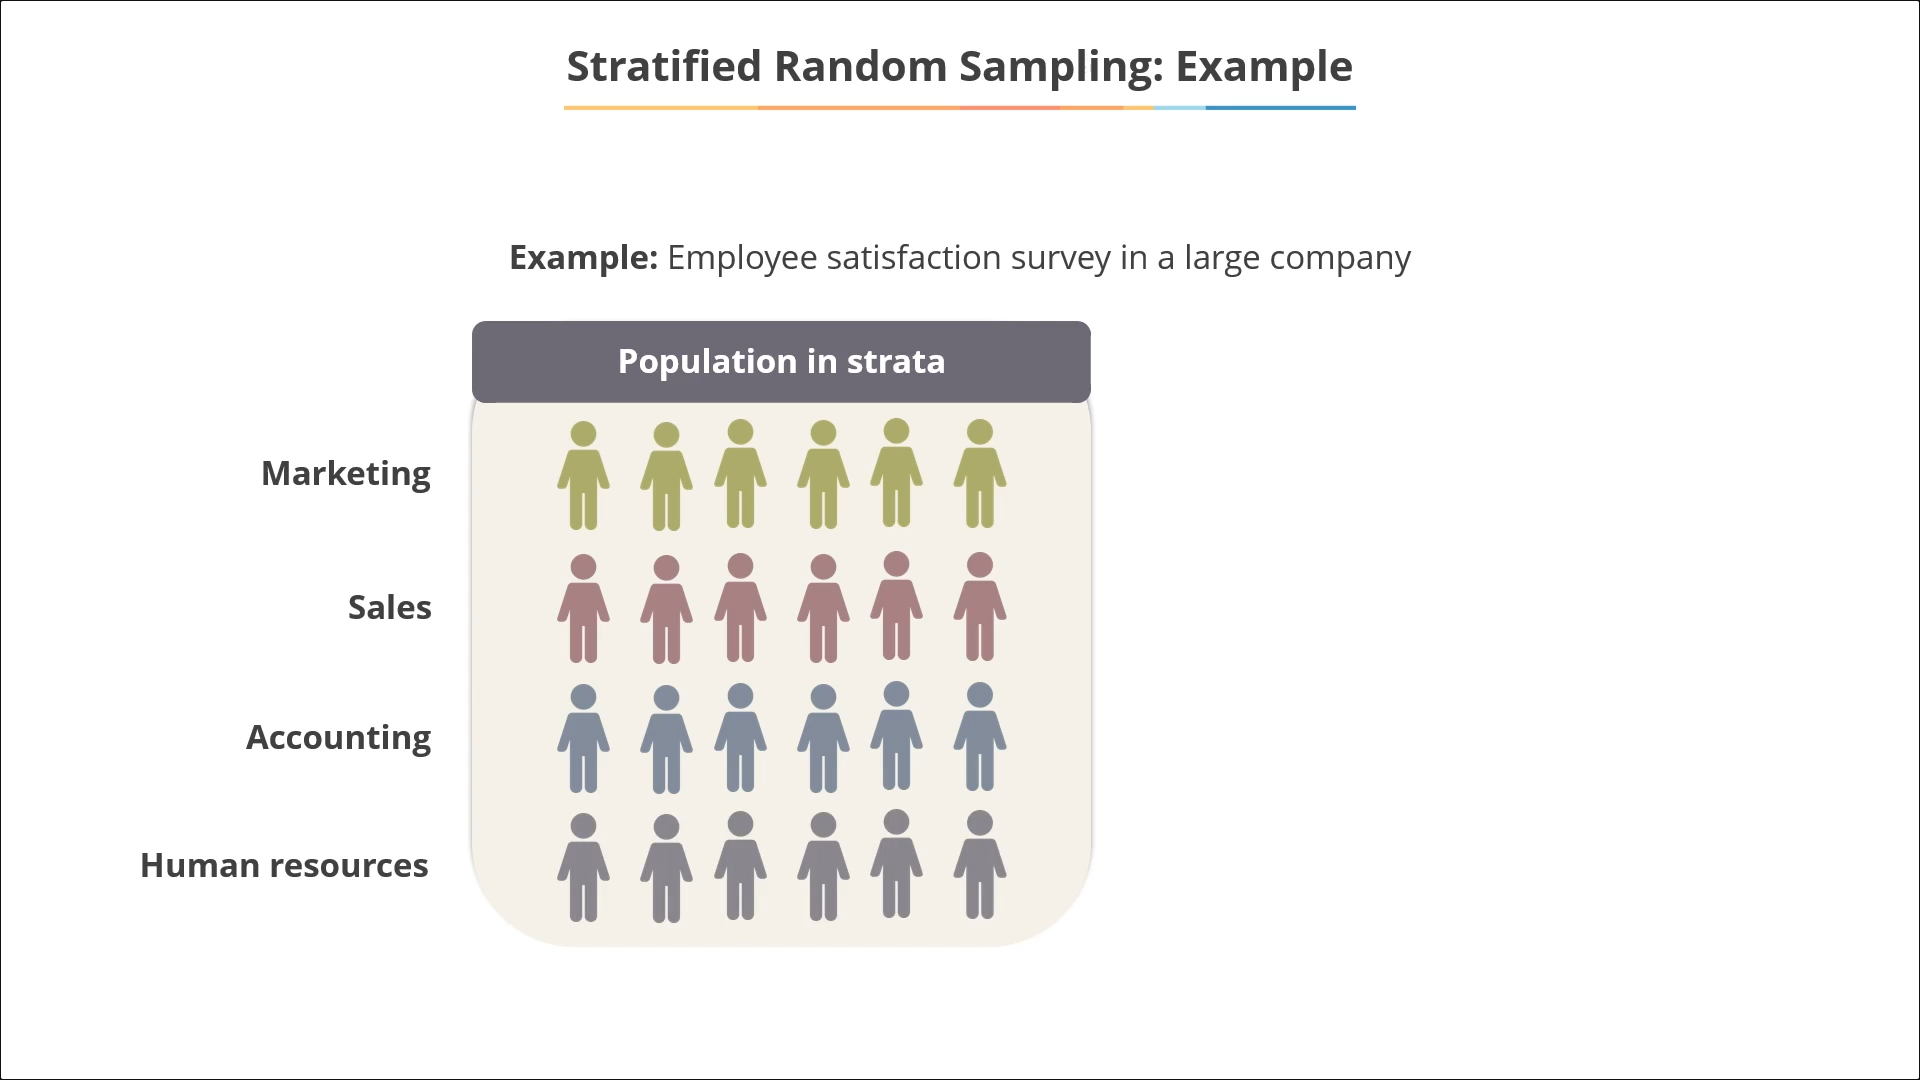 Stratified Random Sampling: Example
Example: Employee satisfaction survey in a large company
Population in strata
Marketing
Sales
Accounting
Human resources